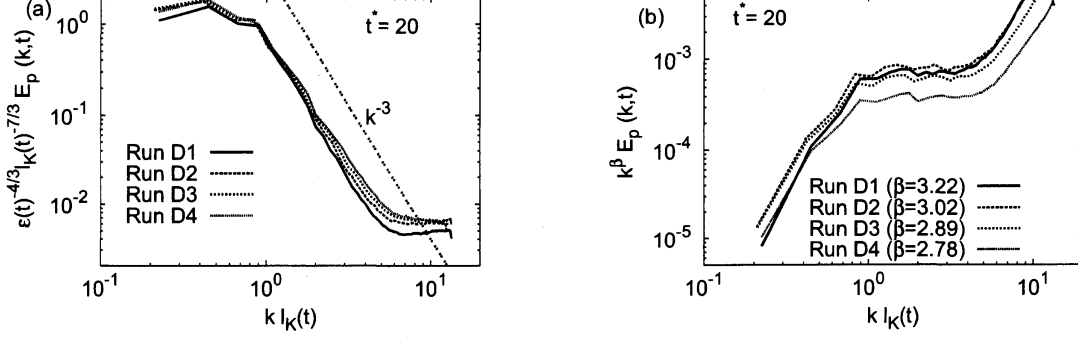 (a)
t* = 20
10^0
10^-1
10^-2
ε(t)^-4/3 l_K(t)^-7/3 E_p (k,t)
k^-3
Run D1
Run D2
Run D3
Run D4
10^-1
10^0
10^1
k l_K(t)
(b)
t* = 20
10^-3
10^-4
10^-5
k^β E_p (k,t)
Run D1 (β=3.22)
Run D2 (β=3.02)
Run D3 (β=2.89)
Run D4 (β=2.78)
10^-1
10^0
10^1
k l_K(t)